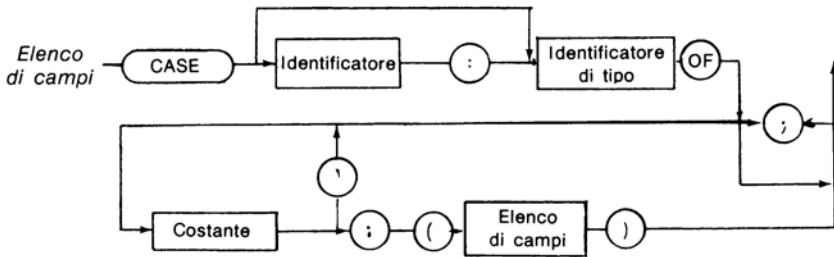 Elenco
di campi
CASE
Identificatore
:
Identificatore
di tipo
OF
;
,
Costante
:
(
Elenco
di campi
)